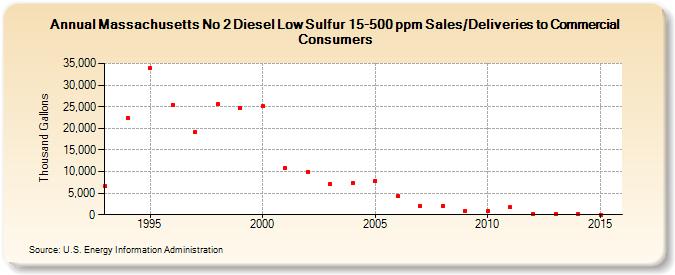 Annual Massachusetts No 2 Diesel Low Sulfur 15-500 ppm Sales/Deliveries to Commercial
Consumers
Thousand Gallons
35,000
30,000
25,000
20,000
15,000
10,000
5,000
0
1995 2000 2005 2010 2015
Source: U.S. Energy Information Administration